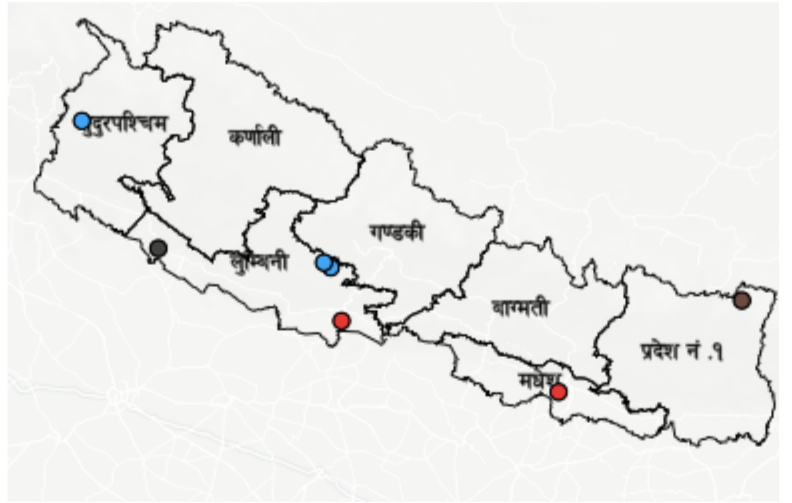 सुदुरपश्चिम
कर्णाली
गण्डकी
लुम्बिनी
बाग्मती
प्रदेश नं .१
मधेश